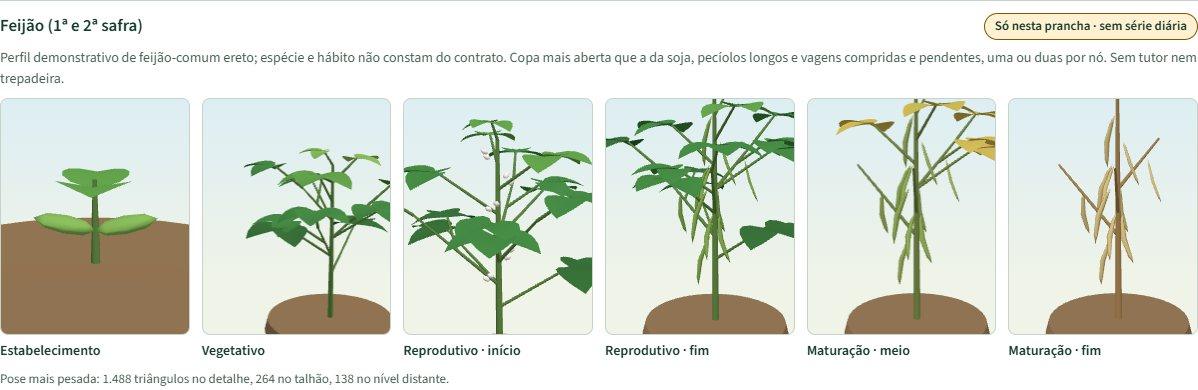 Feijão (1ª e 2ª safra)
Só nesta prancha · sem série diária
Perfil demonstrativo de feijão-comum ereto; espécie e hábito não constam do contrato. Copa mais aberta que a da soja, pecíolos longos e vagens compridas e pendentes, uma ou duas por nó. Sem tutor nem
trepadeira.
Estabelecimento
Vegetativo
Reprodutivo · início
Reprodutivo · fim
Maturação · meio
Maturação · fim
Pose mais pesada: 1.488 triângulos no detalhe, 264 no talhão, 138 no nível distante.